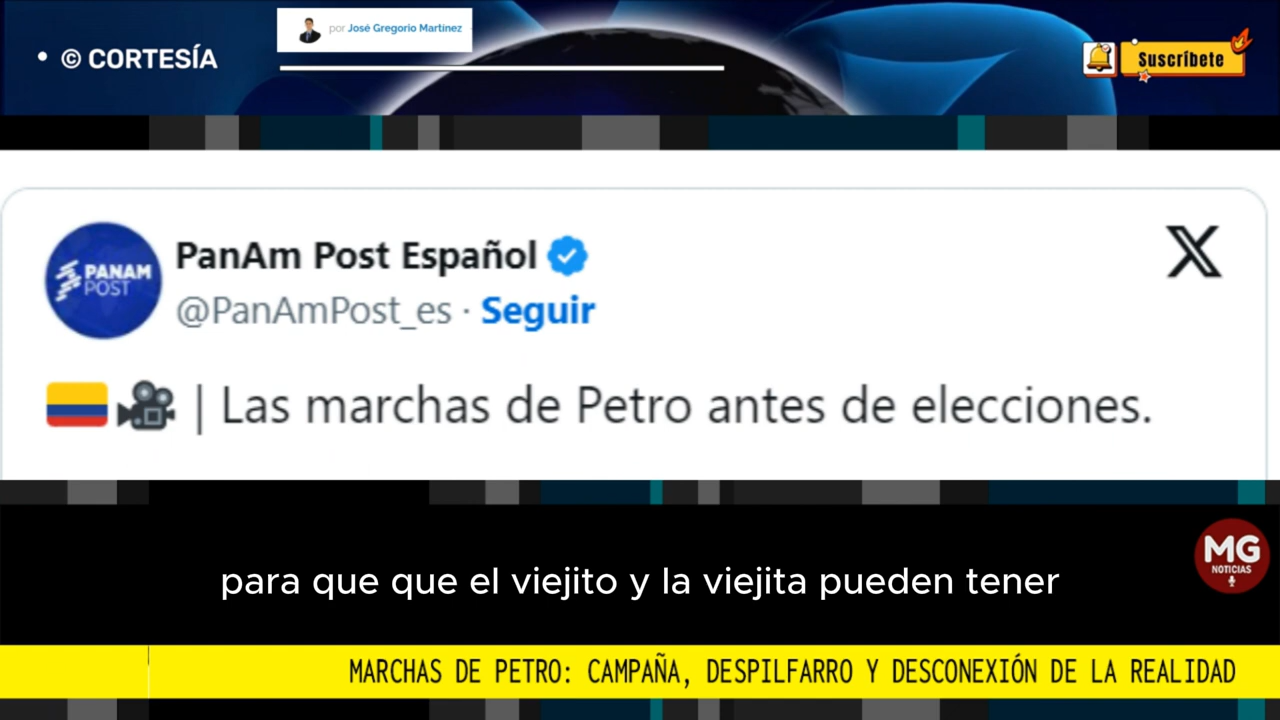 • © CORTESÍA
por José Gregorio Martínez
Suscríbete
PANAM
POST
PanAm Post Español
@PanAmPost_es · Seguir
| Las marchas de Petro antes de elecciones.
para que que el viejito y la viejita pueden tener
MG
NOTICIAS
MARCHAS DE PETRO: CAMPAÑA, DESPILFARRO Y DESCONEXIÓN DE LA REALIDAD